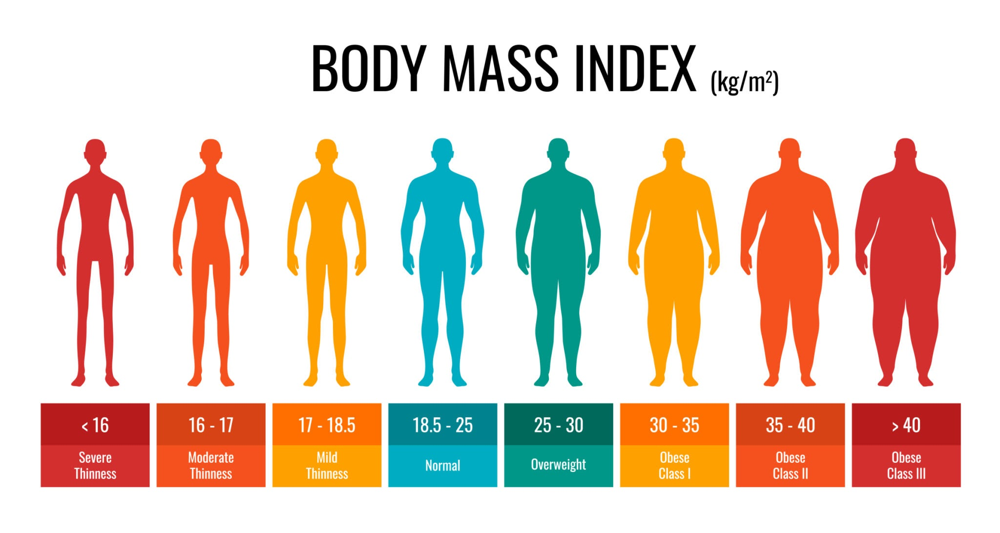 BODY MASS INDEX (kg/m²)
< 16
Severe
Thinness
16 - 17
Moderate
Thinness
17 - 18.5
Mild
Thinness
18.5 - 25
Normal
25 - 30
Overweight
30 - 35
Obese
Class I
35 - 40
Obese
Class II
> 40
Obese
Class III